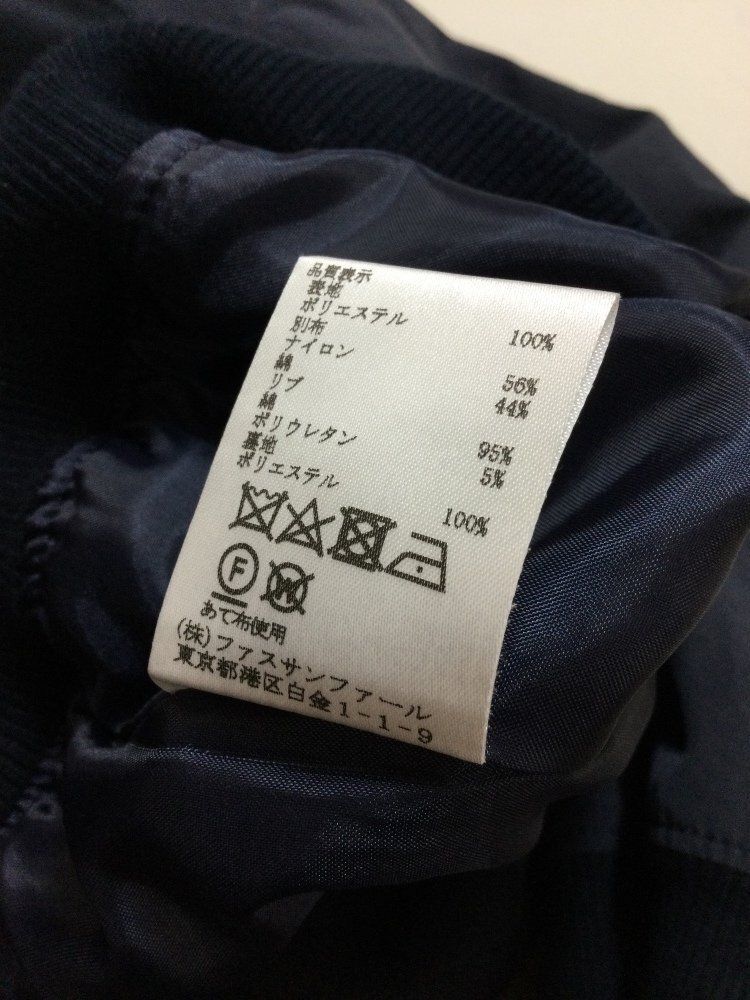 品質表示
表地
ポリエステル 100%
別布
ナイロン 56%
綿 44%
リブ
綿 95%
ポリウレタン 5%
裏地
ポリエステル 100%
F W
あて布使用
(株)ファスサンファール
東京都港区白金1-1-9